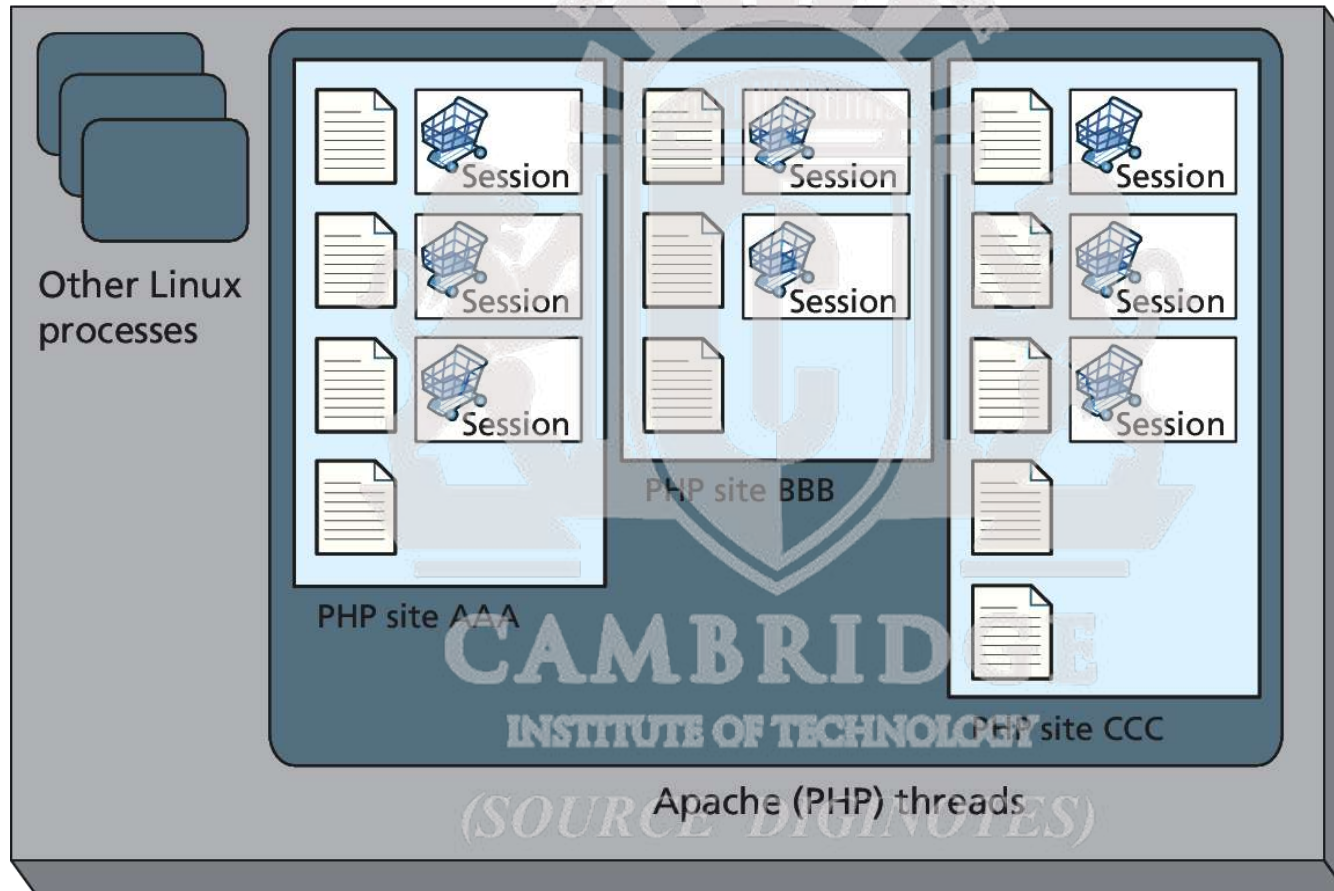 Other Linux
processes
Session
Session
Session
PHP site AAA
Session
Session
PHP site BBB
Session
Session
Session
PHP site CCC
Apache (PHP) threads
CAMBRIDGE
INSTITUTE OF TECHNOLOGY
(SOURCE DIGINOTES)